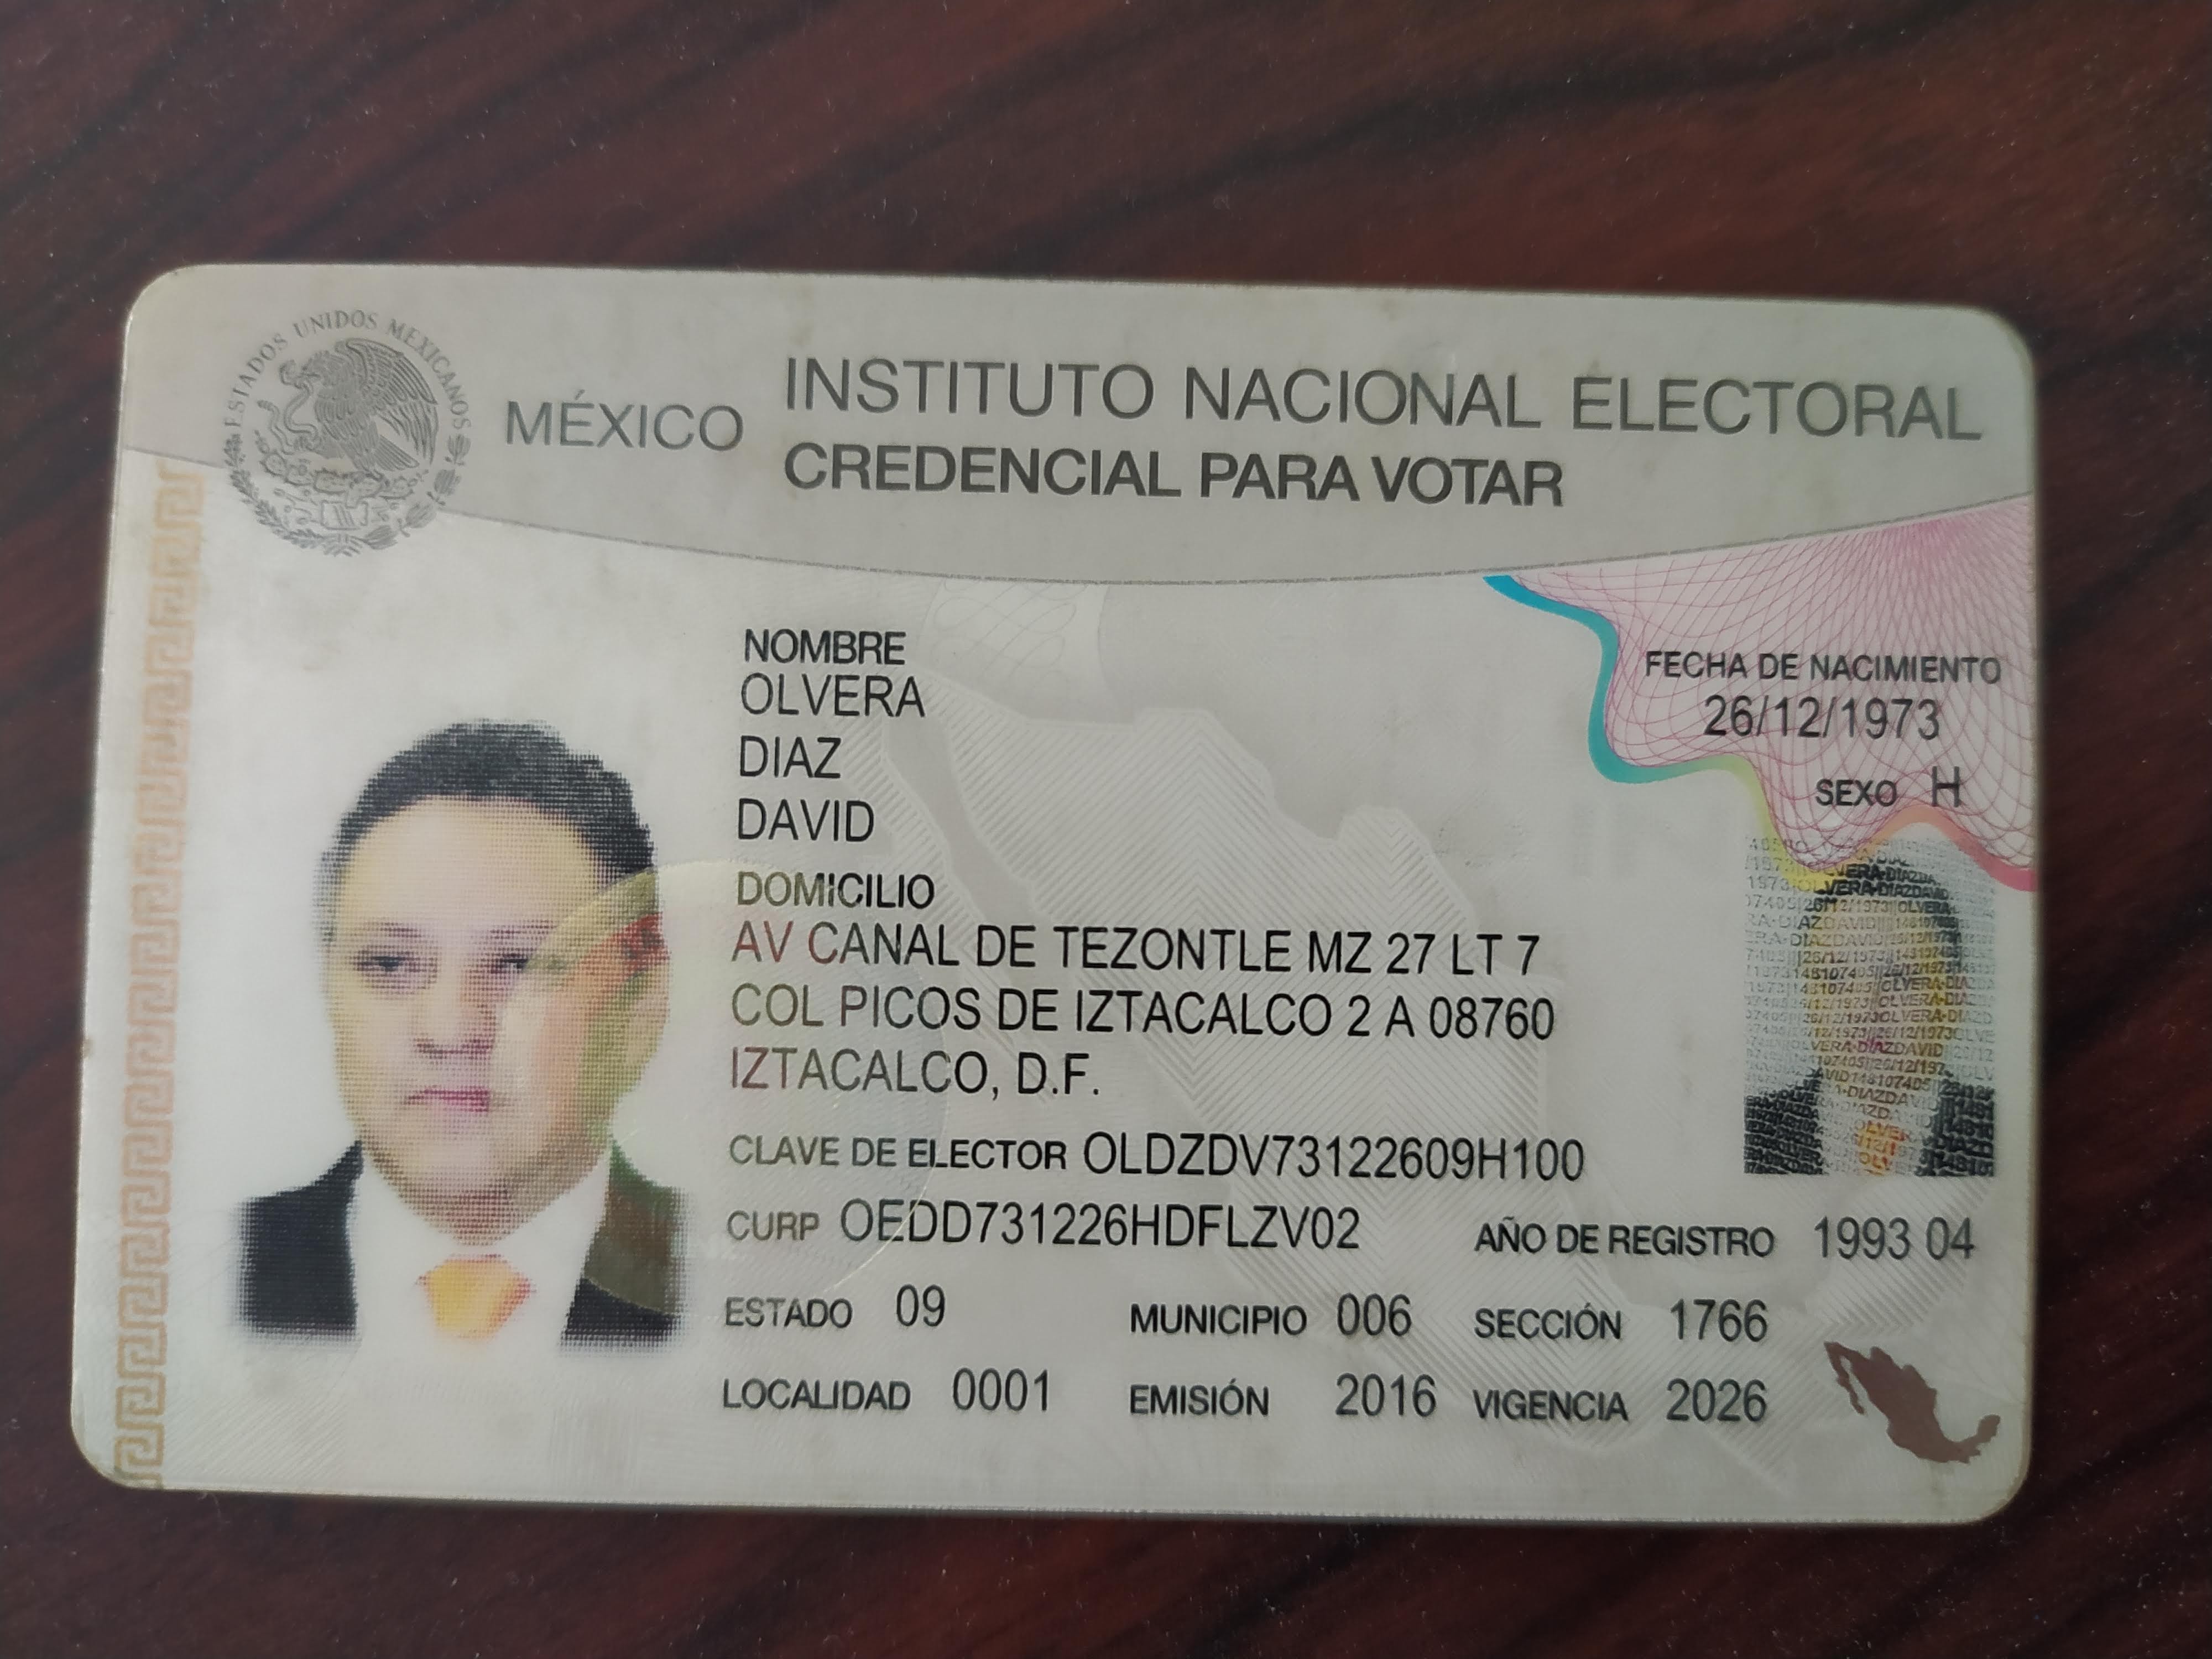 ESTADOS UNIDOS MEXICANOS
MÉXICO
INSTITUTO NACIONAL ELECTORAL
CREDENCIAL PARA VOTAR
NOMBRE
OLVERA
DIAZ
DAVID
FECHA DE NACIMIENTO
26/12/1973
SEXO H
DOMICILIO
AV CANAL DE TEZONTLE MZ 27 LT 7
COL PICOS DE IZTACALCO 2 A 08760
IZTACALCO, D.F.
CLAVE DE ELECTOR OLDZDV73122609H100
CURP OEDD731226HDFLZV02
AÑO DE REGISTRO 1993 04
ESTADO 09
MUNICIPIO 006
SECCIÓN 1766
LOCALIDAD 0001
EMISIÓN 2016
VIGENCIA 2026